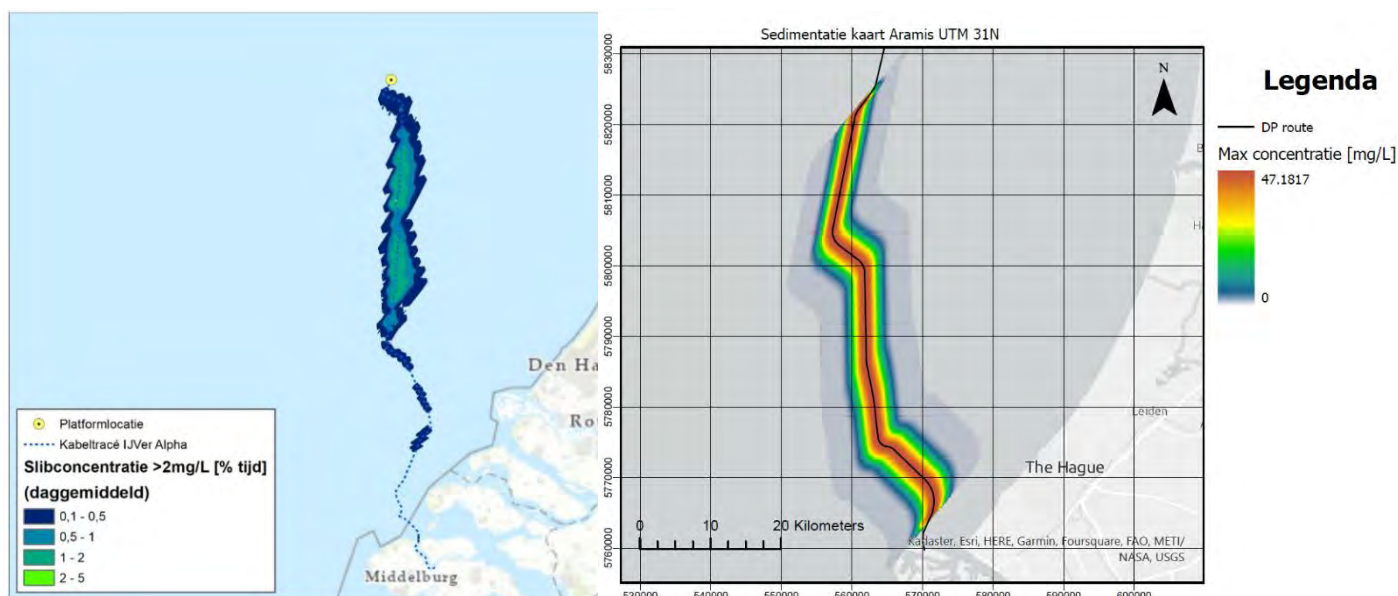 Den Ha
Ro
Middelburg
Platformlocatie
Kabeltracé IJVer Alpha
Slibconcentratie >2mg/L [% tijd]
(daggemiddeld)
0,1 - 0,5
0,5 - 1
1 - 2
2 - 5
Sedimentatie kaart Aramis UTM 31N
5830000
5820000
5810000
5800000
5790000
5780000
5770000
5760000
N
B
Ha
Leiden
The Hague
0 10 20 Kilometers
Kadaster, Esri, HERE, Garmin, Foursquare, FAO, METI/
NASA, USGS
530000 540000 550000 560000 570000 580000 590000 600000
Legenda
DP route
Max concentratie [mg/L]
47.1817
0